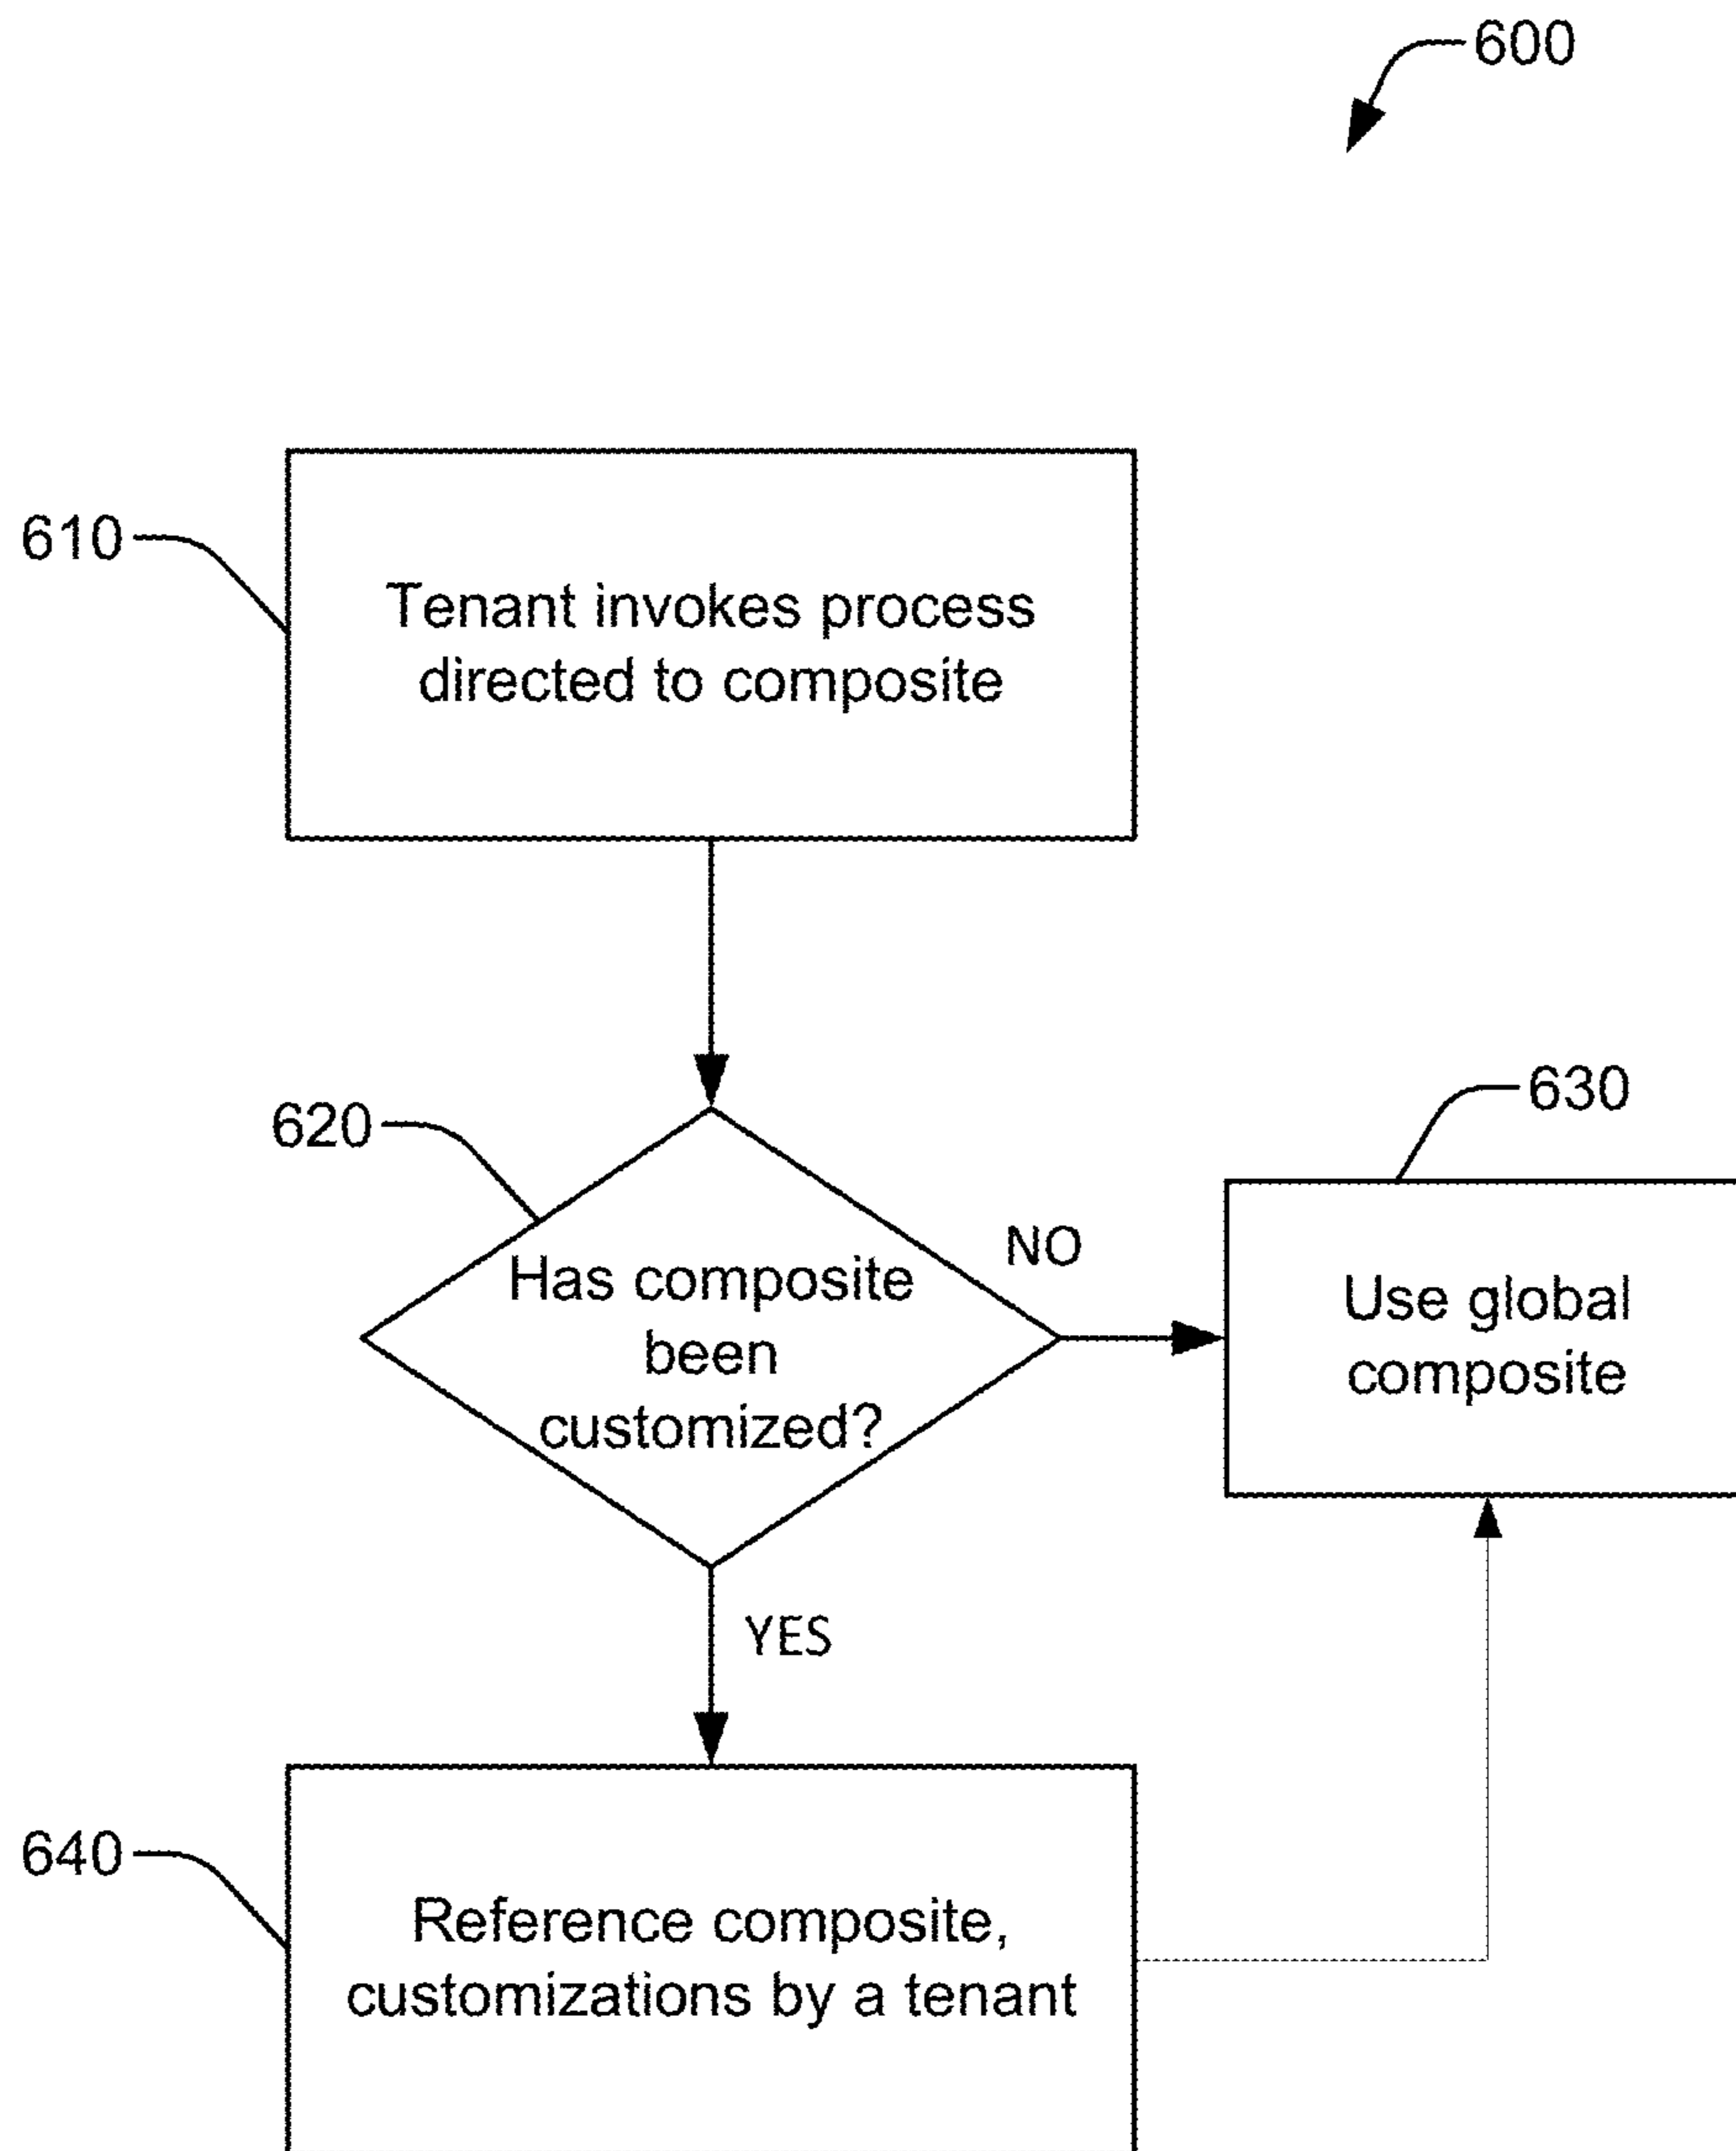 600
610
Tenant invokes process
directed to composite
620
630
NO
Has composite
been
customized?
Use global
composite
YES
640
Reference composite,
customizations by a tenant